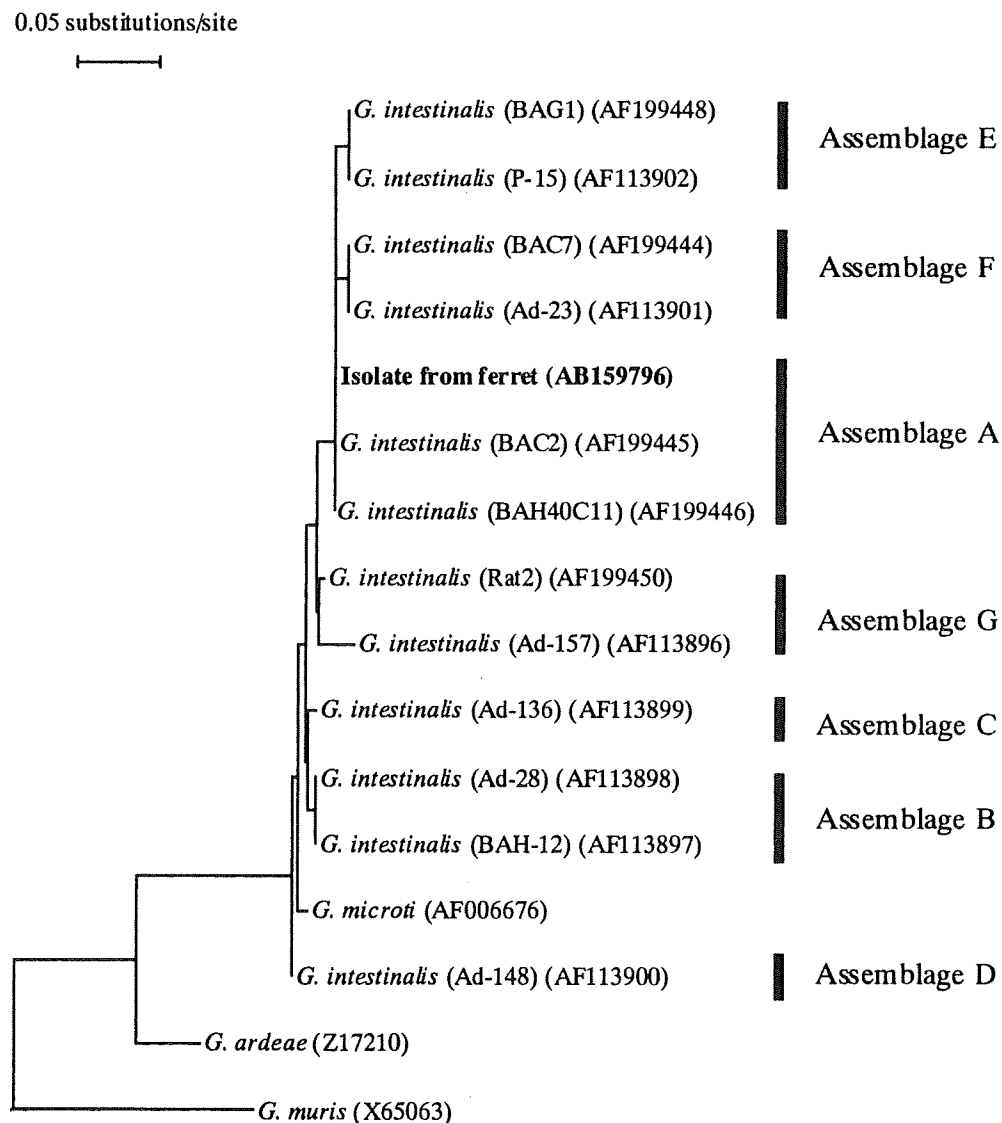 0.05 substitutions/site
G. intestinalis (BAG1) (AF199448)
Assemblage E
G. intestinalis (P-15) (AF113902)
G. intestinalis (BAC7) (AF199444)
Assemblage F
G. intestinalis (Ad-23) (AF113901)
Isolate from ferret (AB159796)
Assemblage A
G. intestinalis (BAC2) (AF199445)
G. intestinalis (BAH40C11) (AF199446)
G. intestinalis (Rat2) (AF199450)
Assemblage G
G. intestinalis (Ad-157) (AF113896)
G. intestinalis (Ad-136) (AF113899)
Assemblage C
G. intestinalis (Ad-28) (AF113898)
Assemblage B
G. intestinalis (BAH-12) (AF113897)
G. microti (AF006676)
G. intestinalis (Ad-148) (AF113900)
Assemblage D
G. ardeae (Z17210)
G. muris (X65063)